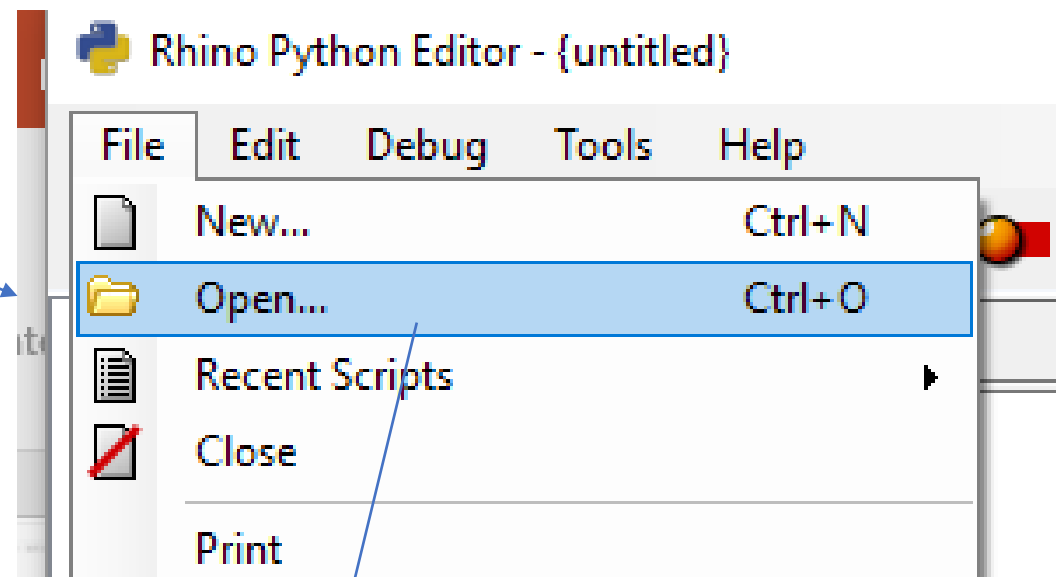 Rhino Python Editor - {untitled}
File Edit Debug Tools Help
New... Ctrl+N
Open... Ctrl+O
Recent Scripts
Close
Print